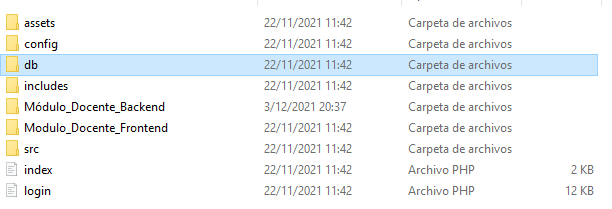 assets 22/11/2021 11:42 Carpeta de archivos
config 22/11/2021 11:42 Carpeta de archivos
db 22/11/2021 11:42 Carpeta de archivos
includes 22/11/2021 11:42 Carpeta de archivos
Módulo_Docente_Backend 3/12/2021 20:37 Carpeta de archivos
Modulo_Docente_Frontend 22/11/2021 11:42 Carpeta de archivos
src 22/11/2021 11:42 Carpeta de archivos
index 22/11/2021 11:42 Archivo PHP 2 KB
login 22/11/2021 11:42 Archivo PHP 12 KB